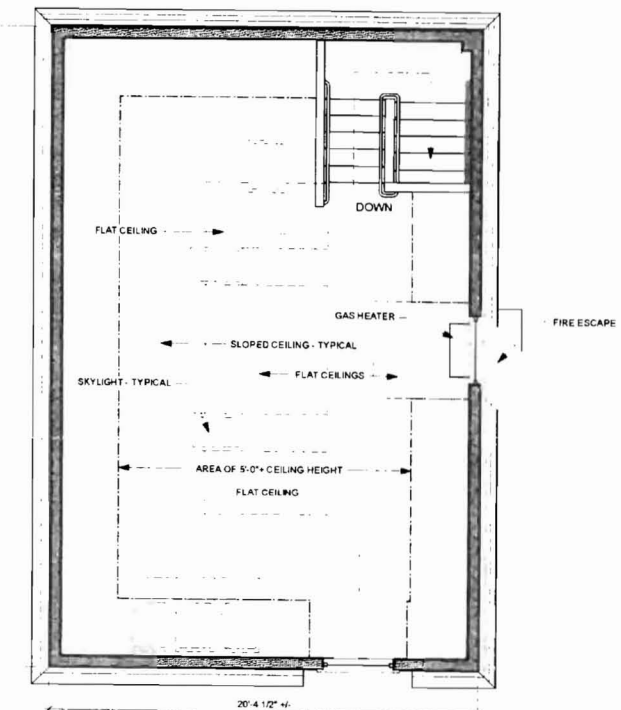 DOWN
FLAT CEILING
GAS HEATER
FIRE ESCAPE
SLOPED CEILING - TYPICAL
FLAT CEILINGS
SKYLIGHT - TYPICAL
AREA OF 5'-0"+ CEILING HEIGHT
FLAT CEILING
20'-4 1/2" +/-